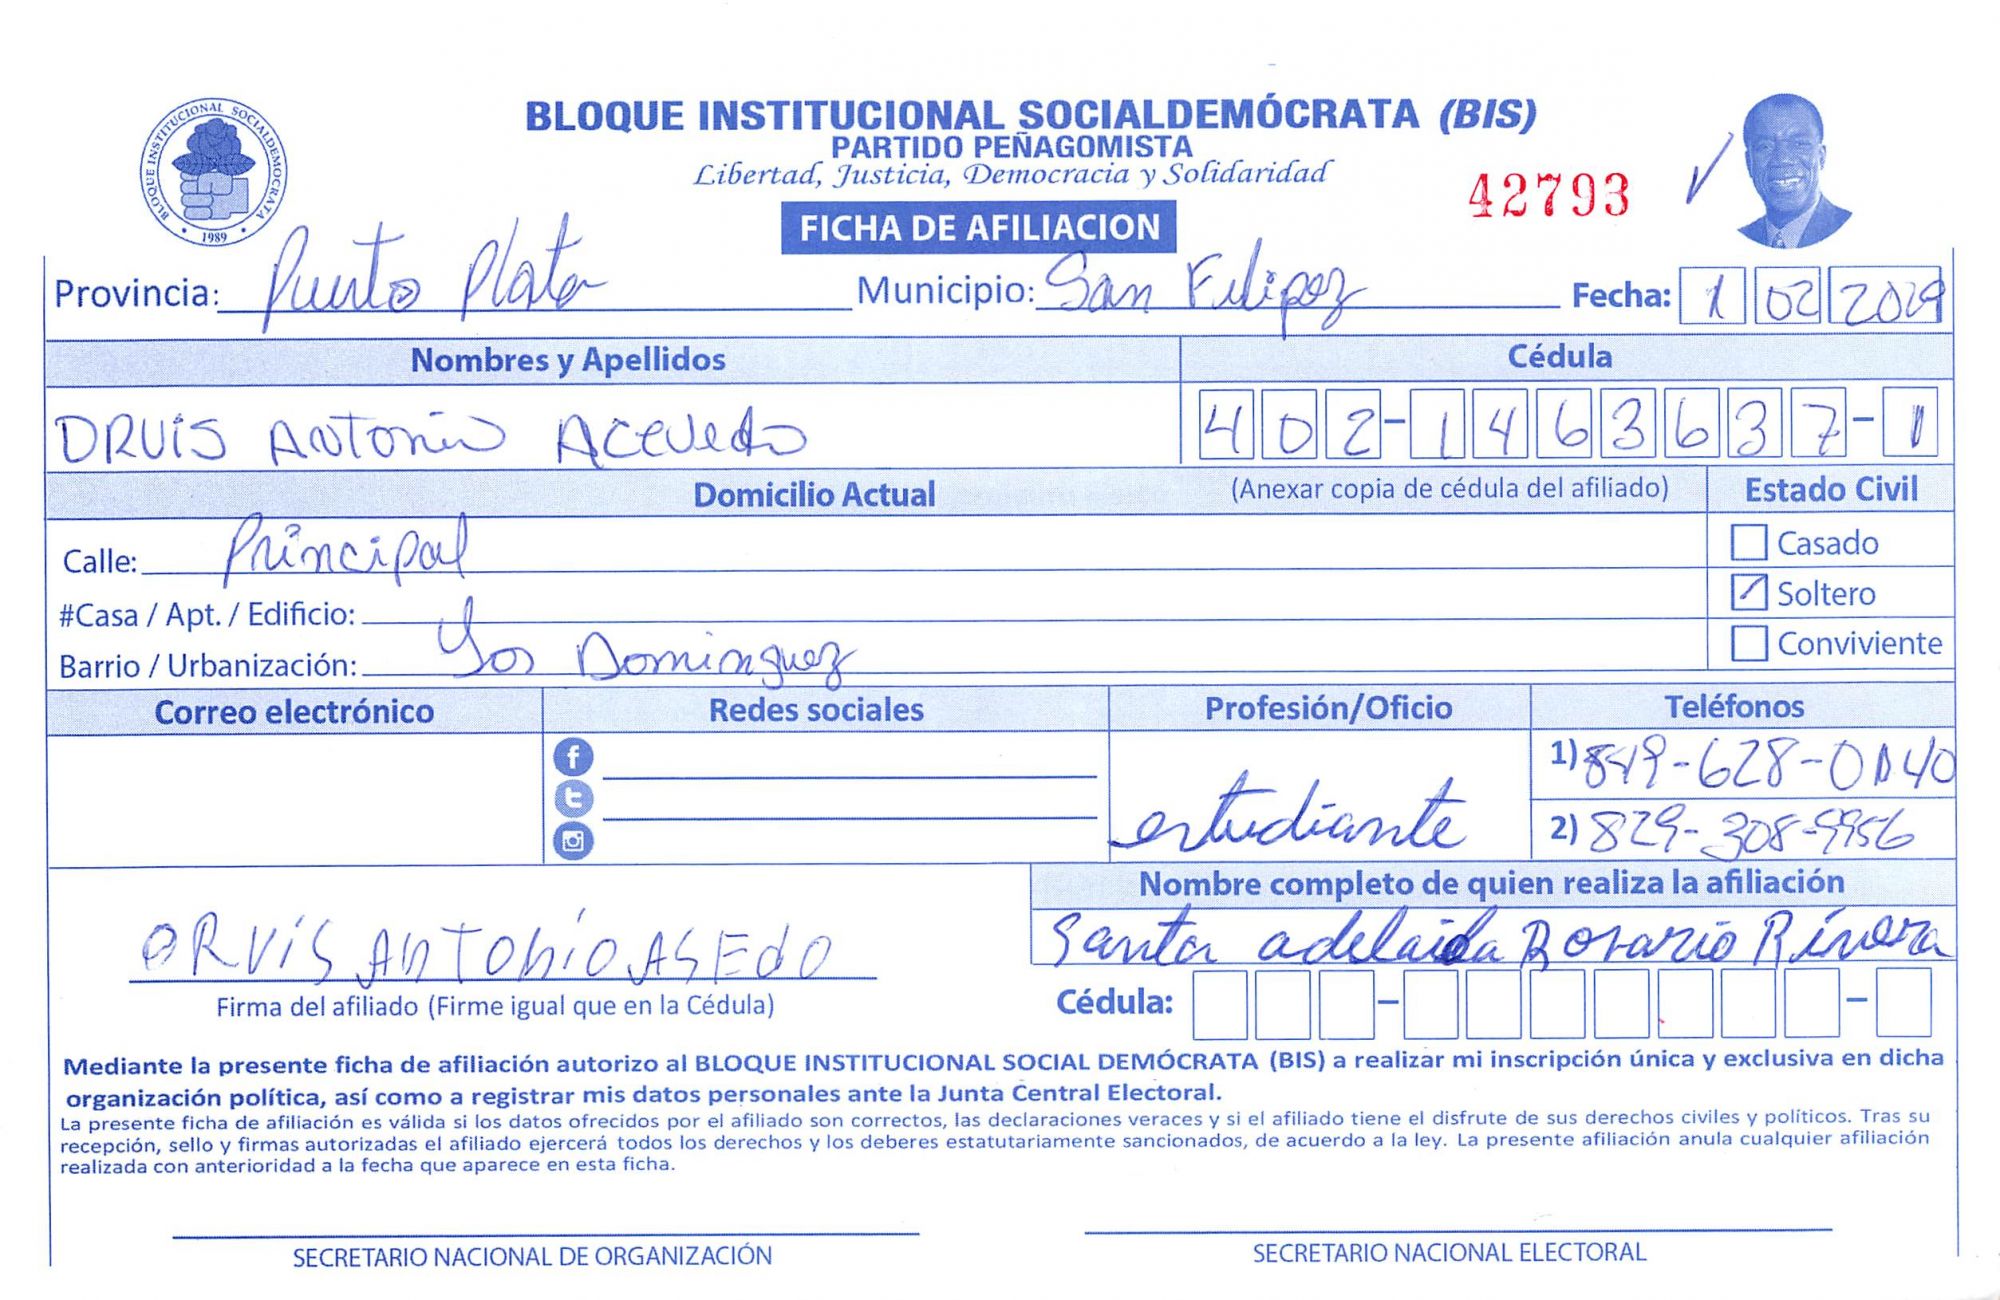 BLOQUE INSTITUCIONAL SOCIALDEMOCRATA
1989
BLOQUE INSTITUCIONAL SOCIALDEMÓCRATA (BIS)
PARTIDO PEÑAGOMISTA
Libertad, Justicia, Democracia y Solidaridad
42793
FICHA DE AFILIACION
Provincia: Puerto Plata Municipio: San Felipez Fecha: 1 02 2029
Nombres y Apellidos Cédula
ORVIS ANTONIO ACEVEDO 402-1463637-1
Domicilio Actual (Anexar copia de cédula del afiliado) Estado Civil
Calle: Principal Casado
#Casa / Apt. / Edificio: Soltero
Barrio / Urbanización: Los Dominguez Conviviente
Correo electrónico Redes sociales Profesión/Oficio Teléfonos
1) 849-628-0140
estudiante 2) 829-308-9956
Nombre completo de quien realiza la afiliación
ORVIS ANTONIO ASEDO Santa adelaida Rosario Rivera
Firma del afiliado (Firme igual que en la Cédula) Cédula:
Mediante la presente ficha de afiliación autorizo al BLOQUE INSTITUCIONAL SOCIAL DEMÓCRATA (BIS) a realizar mi inscripción única y exclusiva en dicha
organización política, así como a registrar mis datos personales ante la Junta Central Electoral.
La presente ficha de afiliación es válida si los datos ofrecidos por el afiliado son correctos, las declaraciones veraces y si el afiliado tiene el disfrute de sus derechos civiles y políticos. Tras su
recepción, sello y firmas autorizadas el afiliado ejercerá todos los derechos y los deberes estatutariamente sancionados, de acuerdo a la ley. La presente afiliación anula cualquier afiliación
realizada con anterioridad a la fecha que aparece en esta ficha.
SECRETARIO NACIONAL DE ORGANIZACIÓN SECRETARIO NACIONAL ELECTORAL